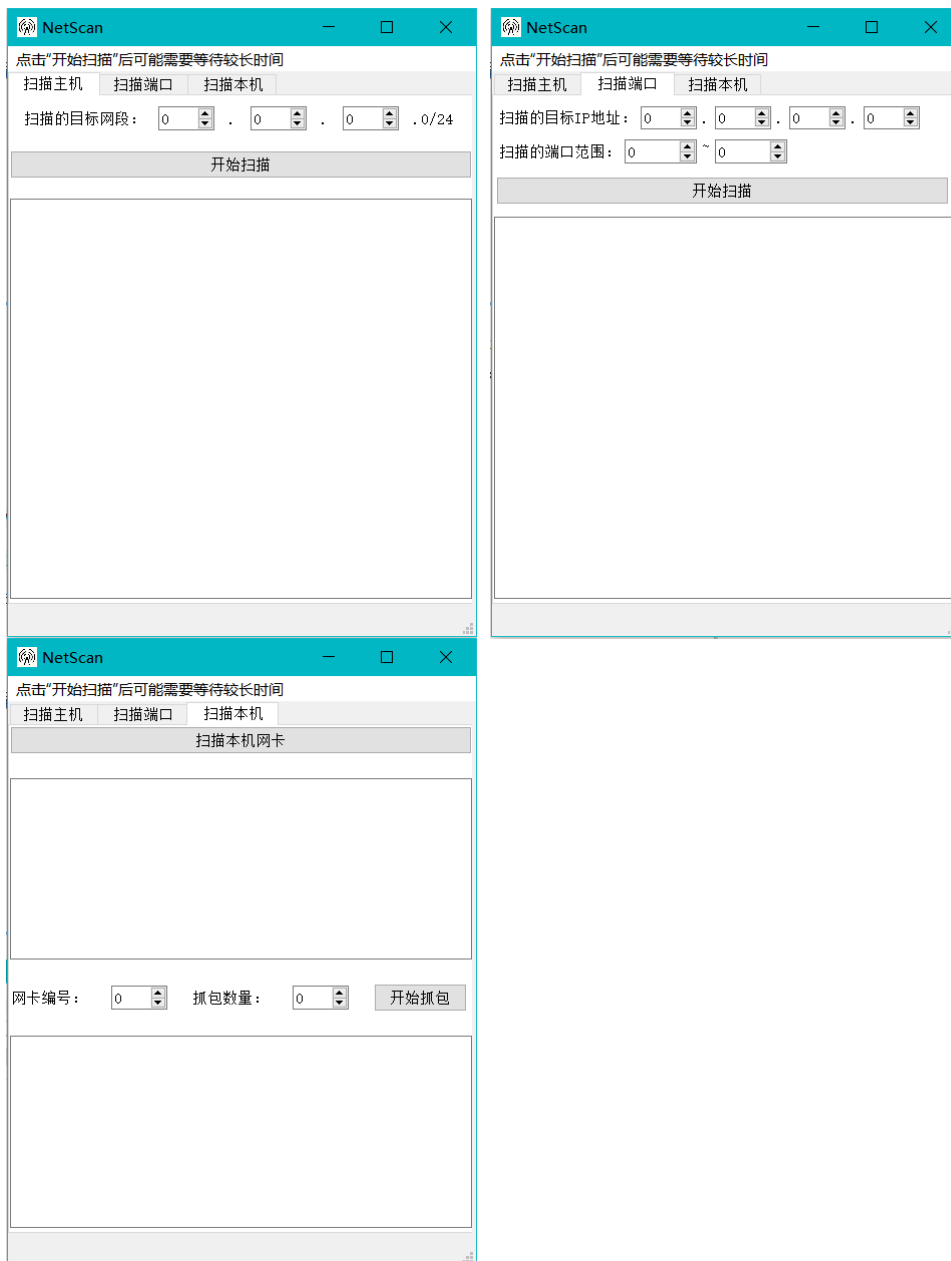 NetScan
点击“开始扫描”后可能需要等待较长时间
扫描主机 扫描端口 扫描本机
扫描的目标网段： 0 . 0 . 0 .0/24
开始扫描
NetScan
点击“开始扫描”后可能需要等待较长时间
扫描主机 扫描端口 扫描本机
扫描的目标IP地址： 0 . 0 . 0 . 0
扫描的端口范围： 0 ~ 0
开始扫描
NetScan
点击“开始扫描”后可能需要等待较长时间
扫描主机 扫描端口 扫描本机
扫描本机网卡
网卡编号： 0 抓包数量： 0 开始抓包